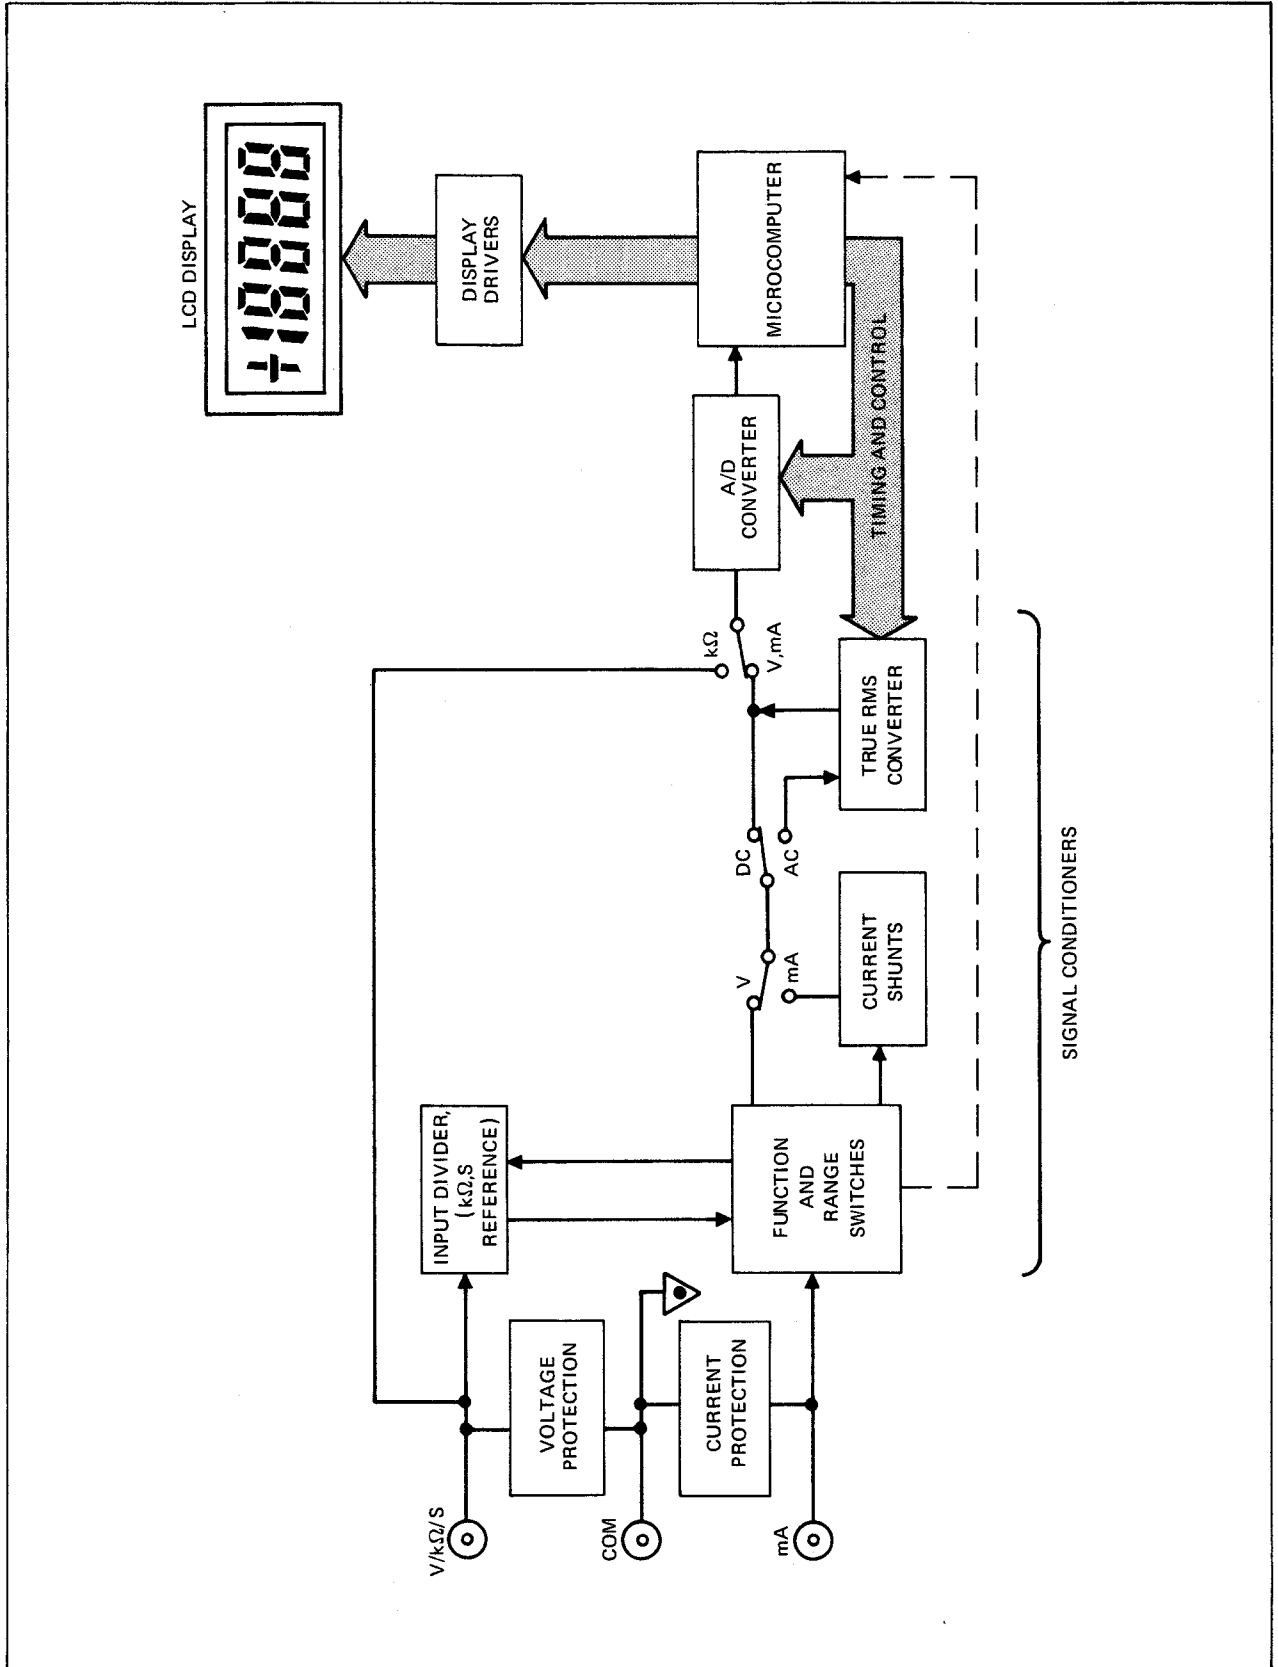 LCD DISPLAY
±18888
DISPLAY
DRIVERS
MICROCOMPUTER
A/D
CONVERTER
TIMING AND CONTROL
kΩ
V,mA
TRUE RMS
CONVERTER
DC
AC
V
mA
CURRENT
SHUNTS
INPUT DIVIDER,
(kΩ,S
REFERENCE)
FUNCTION
AND
RANGE
SWITCHES
SIGNAL CONDITIONERS
VOLTAGE
PROTECTION
CURRENT
PROTECTION
V/kΩ/S
COM
mA